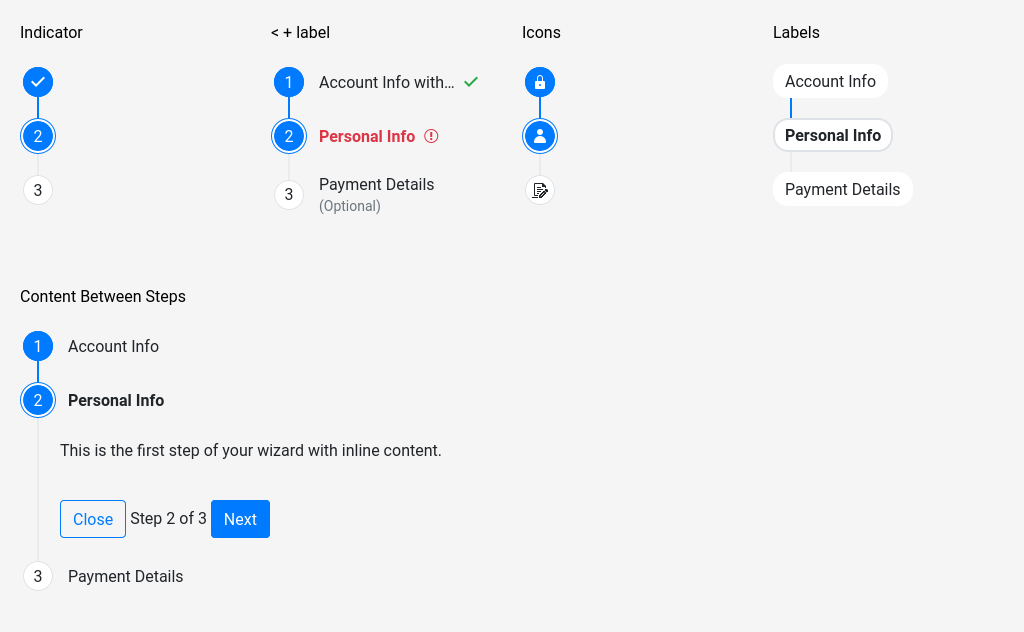 Indicator
2
3
< + label
1 Account Info with… 
2 Personal Info
3 Payment Details
(Optional)
Icons
Labels
Account Info
Personal Info
Payment Details
Content Between Steps
1 Account Info
2 Personal Info
This is the first step of your wizard with inline content.
Close Step 2 of 3 Next
3 Payment Details